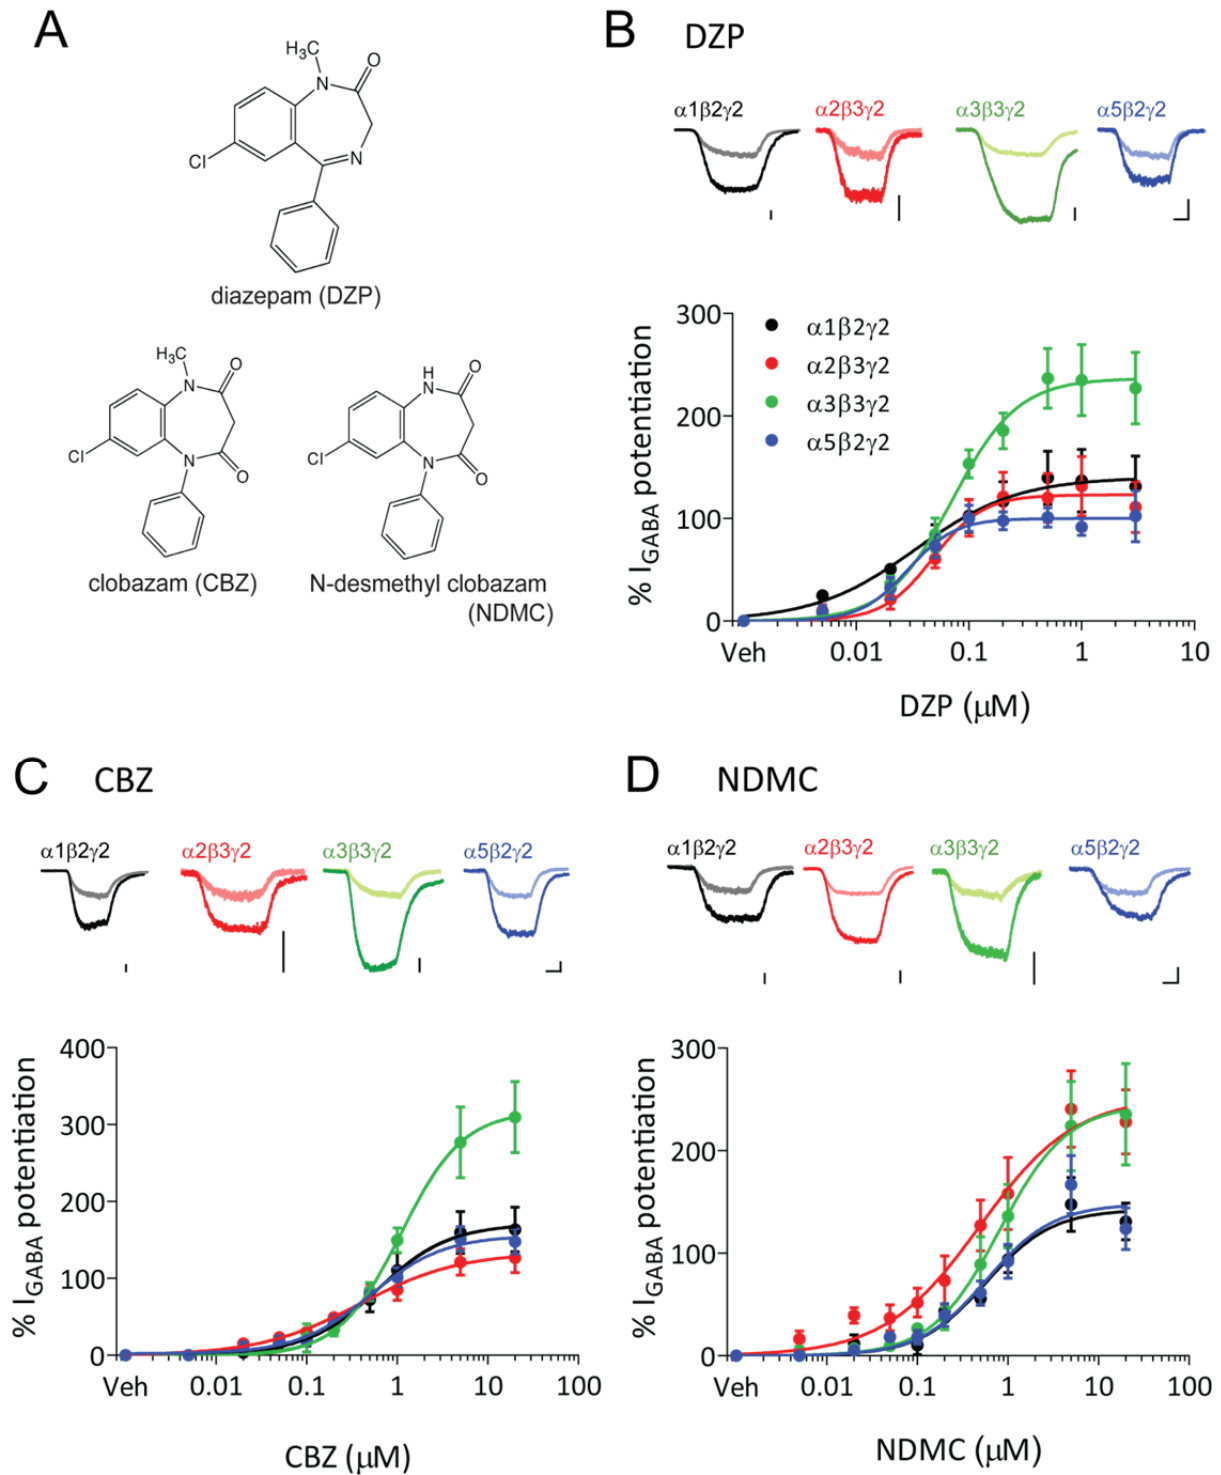 A
H₃C
N
O
Cl
N
diazepam (DZP)
H₃C
N
O
Cl
N
O
clobazam (CBZ)
H
N
O
Cl
N
O
N-desmethyl clobazam
(NDMC)
B DZP
α1β2γ2 α2β3γ2 α3β3γ2 α5β2γ2
% I_GABA potentiation
300
200
100
0
α1β2γ2
α2β3γ2
α3β3γ2
α5β2γ2
Veh 0.01 0.1 1 10
DZP (μM)
C CBZ
α1β2γ2 α2β3γ2 α3β3γ2 α5β2γ2
% I_GABA potentiation
400
300
200
100
0
Veh 0.01 0.1 1 10 100
CBZ (μM)
D NDMC
α1β2γ2 α2β3γ2 α3β3γ2 α5β2γ2
% I_GABA potentiation
300
200
100
0
Veh 0.01 0.1 1 10 100
NDMC (μM)